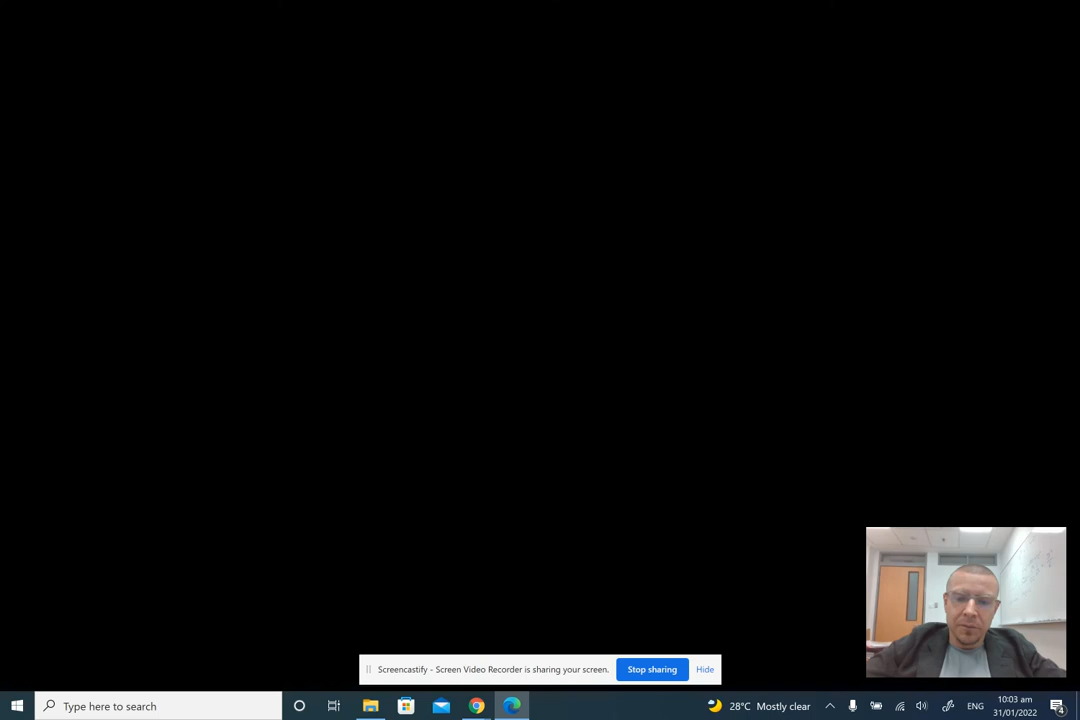 Screencastify - Screen Video Recorder is sharing your screen.
Stop sharing
Hide
Type here to search
28°C Mostly clear
ENG
10:03 am
31/01/2022
4